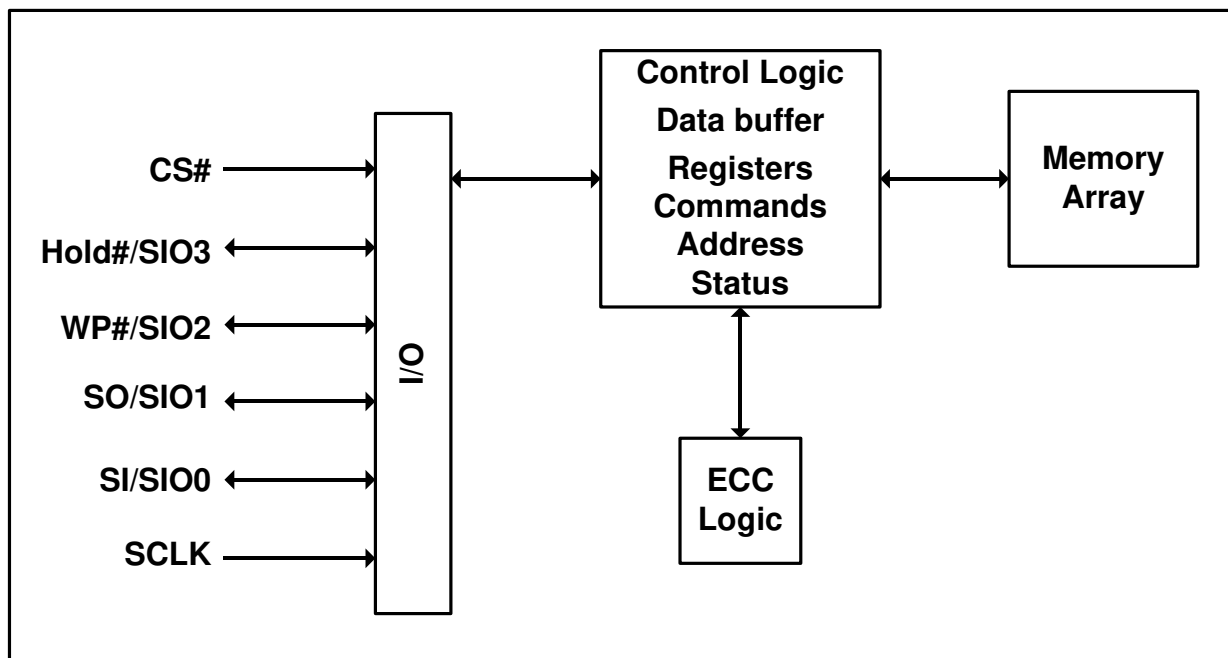 CS#
Hold#/SIO3
WP#/SIO2
SO/SIO1
SI/SIO0
SCLK
I/O
Control Logic
Data buffer
Registers
Commands
Address
Status
Memory
Array
ECC
Logic